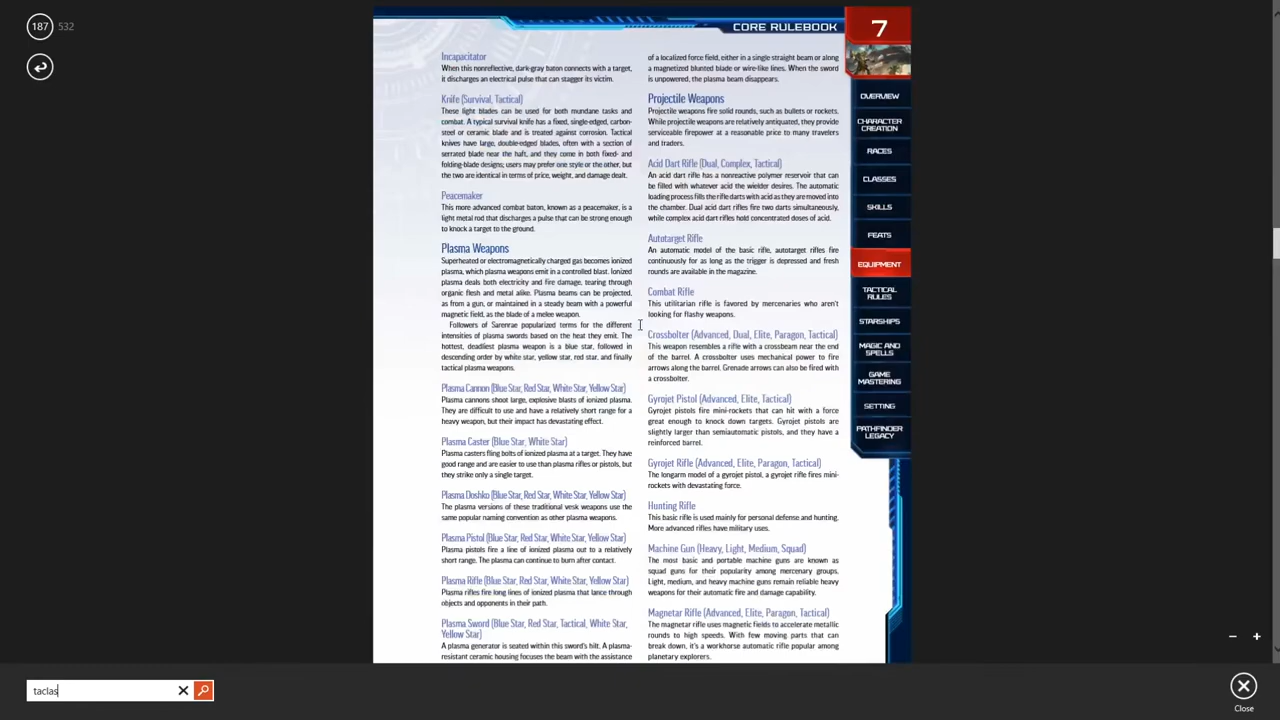 187 532
CORE RULEBOOK
7
Incapacitator
When this nonreflective, dark-gray baton connects with a target,
it discharges an electrical pulse that can stagger its victim.
Knife (Survival, Tactical)
These light blades can be used for both mundane tasks and
combat. A typical survival knife has a fixed, single-edged, carbon-
steel or ceramic blade and is treated against corrosion. Tactical
knives have large, double-edged blades, often with a section of
serrated blade near the haft, and they come in both fixed- and
folding-blade designs; users may prefer one style or the other, but
the two are identical in terms of price, weight, and damage dealt.
Peacemaker
This more advanced combat baton, known as a peacemaker, is a
light metal rod that discharges a pulse that can be strong enough
to knock a target to the ground.
Plasma Weapons
Superheated or electromagnetically charged gas becomes ionized
plasma, which plasma weapons emit in a controlled blast. Ionized
plasma deals both electricity and fire damage, tearing through
organic flesh and metal alike. Plasma beams can be projected,
as from a gun, or maintained in a steady beam with a powerful
magnetic field, as the blade of a melee weapon.
Followers of Sarenrae popularized terms for the different
intensities of plasma swords based on the heat they emit. The
hottest, deadliest plasma weapon is a blue star, followed in
descending order by white star, yellow star, red star, and finally
tactical plasma weapons.
Plasma Cannon (Blue Star, Red Star, White Star, Yellow Star)
Plasma cannons shoot large, explosive blasts of ionized plasma.
They are difficult to use and have a relatively short range for a
heavy weapon, but their impact has devastating effect.
Plasma Caster (Blue Star, White Star)
Plasma casters fling bolts of ionized plasma at a target. They have
good range and are easier to use than plasma rifles or pistols, but
they strike only a single target.
Plasma Doshko (Blue Star, Red Star, White Star, Yellow Star)
The plasma versions of these traditional vesk weapons use the
same popular naming convention as other plasma weapons.
Plasma Pistol (Blue Star, Red Star, White Star, Yellow Star)
Plasma pistols fire a line of ionized plasma out to a relatively
short range. The plasma can continue to burn after contact.
Plasma Rifle (Blue Star, Red Star, White Star, Yellow Star)
Plasma rifles fire long lines of ionized plasma that lance through
objects and opponents in their path.
Plasma Sword (Blue Star, Red Star, Tactical, White Star,
Yellow Star)
A plasma generator is seated within this sword's hilt. A plasma-
resistant ceramic housing focuses the beam with the assistance
of a localized force field, either in a single straight beam or along
a magnetized blunted blade or wire-like lines. When the sword
is unpowered, the plasma beam disappears.
Projectile Weapons
Projectile weapons fire solid rounds, such as bullets or rockets.
While projectile weapons are relatively antiquated, they provide
serviceable firepower at a reasonable price to many travelers
and traders.
Acid Dart Rifle (Dual, Complex, Tactical)
An acid dart rifle has a nonreactive polymer reservoir that can
be filled with whatever acid the wielder desires. The automatic
loading process fills the rifle darts with acid as they are moved into
the chamber. Dual acid dart rifles fire two darts simultaneously,
while complex acid dart rifles hold concentrated doses of acid.
Autotarget Rifle
An automatic model of the basic rifle, autotarget rifles fire
continuously for as long as the trigger is depressed and fresh
rounds are available in the magazine.
Combat Rifle
This utilitarian rifle is favored by mercenaries who aren't
looking for flashy weapons.
Crossbolter (Advanced, Dual, Elite, Paragon, Tactical)
This weapon resembles a rifle with a crossbeam near the end
of the barrel. A crossbolter uses mechanical power to fire
arrows along the barrel. Grenade arrows can also be fired with
a crossbolter.
Gyrojet Pistol (Advanced, Elite, Tactical)
Gyrojet pistols fire mini-rockets that can hit with a force
great enough to knock down targets. Gyrojet pistols are
slightly larger than semiautomatic pistols, and they have a
reinforced barrel.
Gyrojet Rifle (Advanced, Elite, Paragon, Tactical)
The longarm model of a gyrojet pistol, a gyrojet rifle fires mini-
rockets with devastating force.
Hunting Rifle
This basic rifle is used mainly for personal defense and hunting.
More advanced rifles have military uses.
Machine Gun (Heavy, Light, Medium, Squad)
The most basic and portable machine guns are known as
squad guns for their popularity among mercenary groups.
Light, medium, and heavy machine guns remain reliable heavy
weapons for their automatic fire and damage capability.
Magnetar Rifle (Advanced, Elite, Paragon, Tactical)
The magnetar rifle uses magnetic fields to accelerate metallic
rounds to high speeds. With few moving parts that can
break down, it's a workhorse automatic rifle popular among
planetary explorers.
OVERVIEW
CHARACTER
CREATION
RACES
CLASSES
SKILLS
FEATS
EQUIPMENT
TACTICAL
RULES
STARSHIPS
MAGIC AND
SPELLS
GAME
MASTERING
SETTING
PATHFINDER
LEGACY
taclas
Close